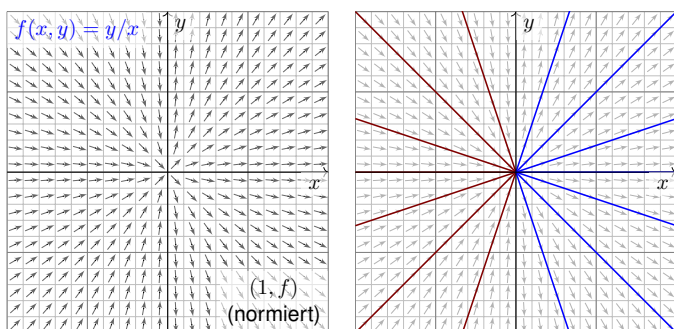 f(x, y) = y/x
y
x
(1, f)
(normiert)
y
x